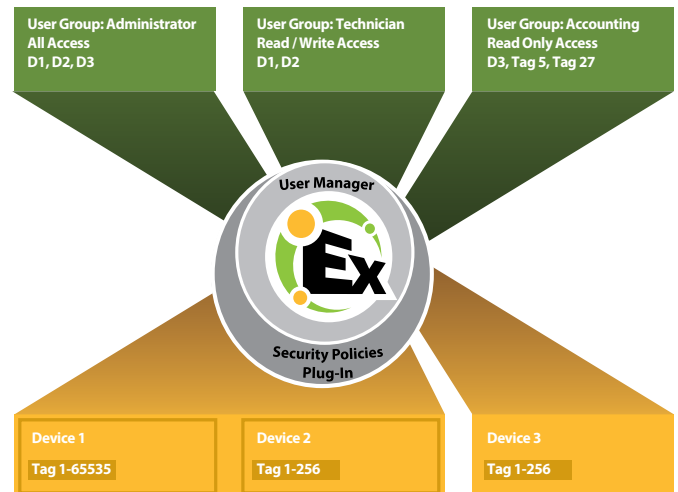 User Group: Administrator
All Access
D1, D2, D3
User Group: Technician
Read / Write Access
D1, D2
User Group: Accounting
Read Only Access
D3, Tag 5, Tag 27
User Manager
Ex
Security Policies
Plug-In
Device 1
Tag 1-65535
Device 2
Tag 1-256
Device 3
Tag 1-256